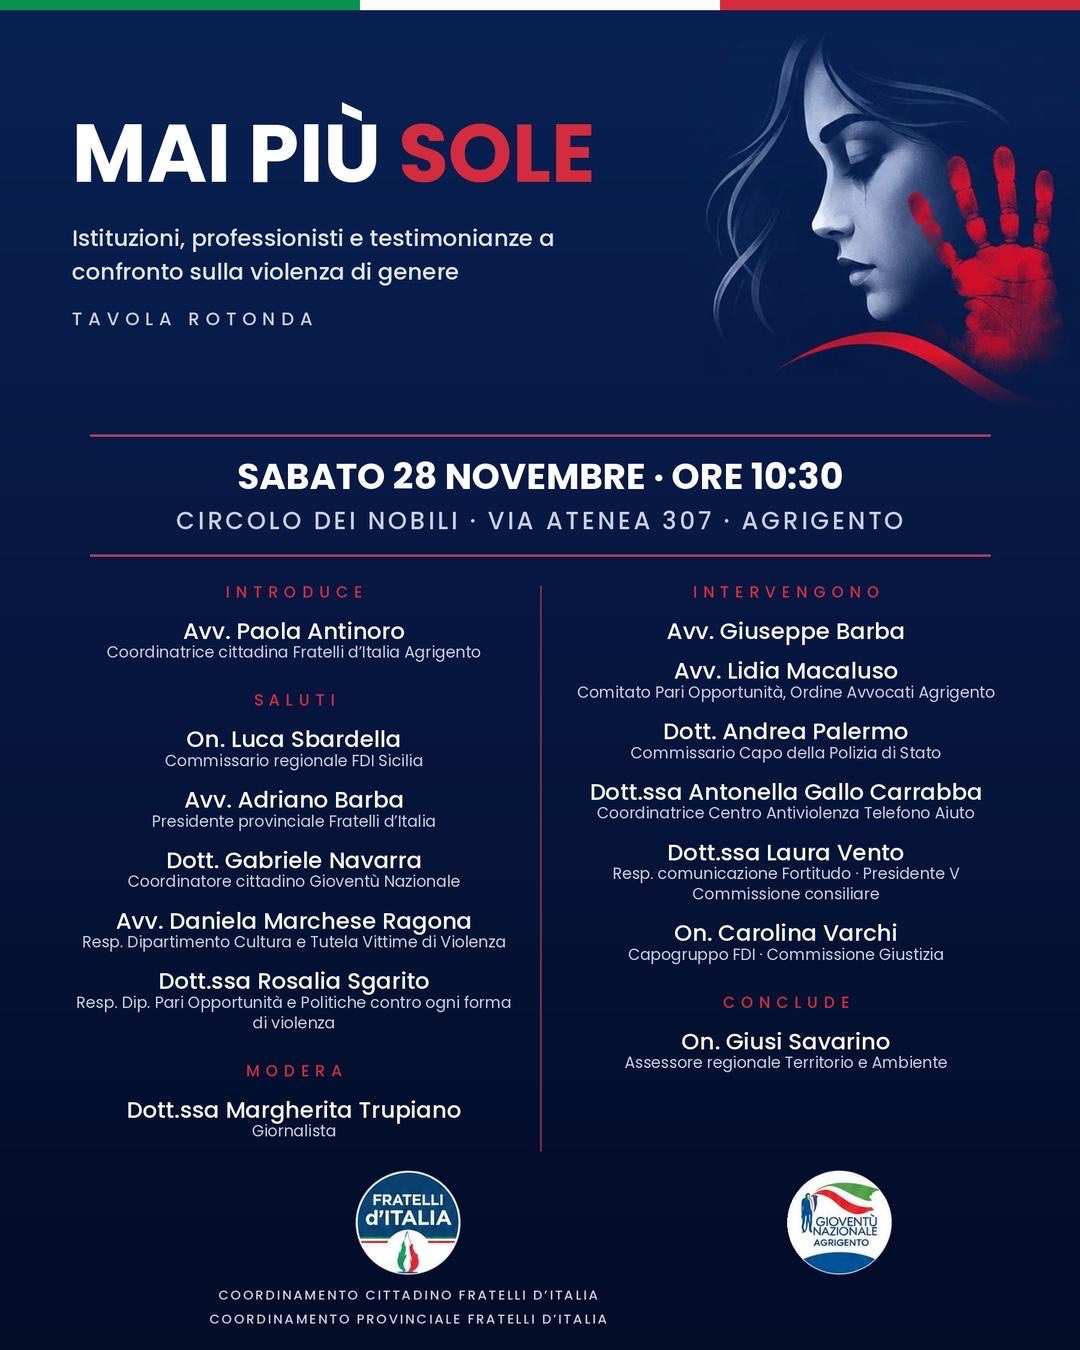 MAI PIÙ SOLE
Istituzioni, professionisti e testimonianze a
confronto sulla violenza di genere
TAVOLA ROTONDA
SABATO 28 NOVEMBRE · ORE 10:30
CIRCOLO DEI NOBILI · VIA ATENEA 307 · AGRIGENTO
INTRODUCE
Avv. Paola Antinoro
Coordinatrice cittadina Fratelli d’Italia Agrigento
SALUTI
On. Luca Sbardella
Commissario regionale FDI Sicilia
Avv. Adriano Barba
Presidente provinciale Fratelli d’Italia
Dott. Gabriele Navarra
Coordinatore cittadino Gioventù Nazionale
Avv. Daniela Marchese Ragona
Resp. Dipartimento Cultura e Tutela Vittime di Violenza
Dott.ssa Rosalia Sgarito
Resp. Dip. Pari Opportunità e Politiche contro ogni forma
di violenza
MODERA
Dott.ssa Margherita Trupiano
Giornalista
INTERVENGONO
Avv. Giuseppe Barba
Avv. Lidia Macaluso
Comitato Pari Opportunità, Ordine Avvocati Agrigento
Dott. Andrea Palermo
Commissario Capo della Polizia di Stato
Dott.ssa Antonella Gallo Carrabba
Coordinatrice Centro Antiviolenza Telefono Aiuto
Dott.ssa Laura Vento
Resp. comunicazione Fortitudo · Presidente V
Commissione consiliare
On. Carolina Varchi
Capogruppo FDI · Commissione Giustizia
CONCLUDE
On. Giusi Savarino
Assessore regionale Territorio e Ambiente
FRATELLI
d'ITALIA
GIOVENTÙ
NAZIONALE
AGRIGENTO
COORDINAMENTO CITTADINO FRATELLI D’ITALIA
COORDINAMENTO PROVINCIALE FRATELLI D’ITALIA